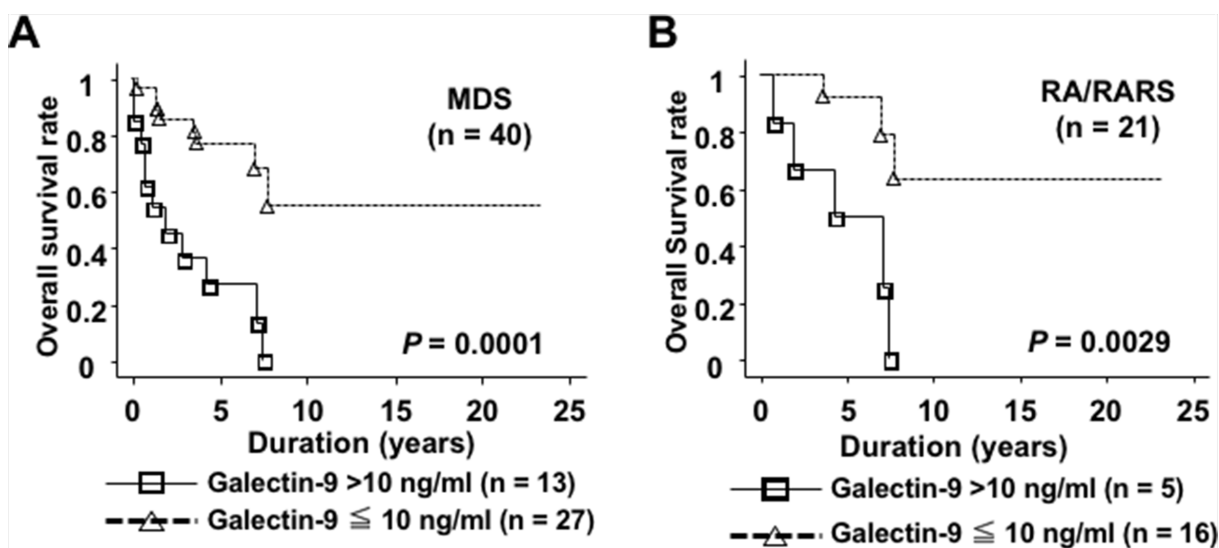 A
Overall survival rate
1
0.8
0.6
0.4
0.2
0
MDS
(n = 40)
P = 0.0001
0 5 10 15 20 25
Duration (years)
Galectin-9 >10 ng/ml (n = 13)
Galectin-9 ≦ 10 ng/ml (n = 27)
B
Overall Survival rate
1
0.8
0.6
0.4
0.2
0
RA/RARS
(n = 21)
P = 0.0029
0 5 10 15 20 25
Duration (years)
Galectin-9 >10 ng/ml (n = 5)
Galectin-9 ≦ 10 ng/ml (n = 16)